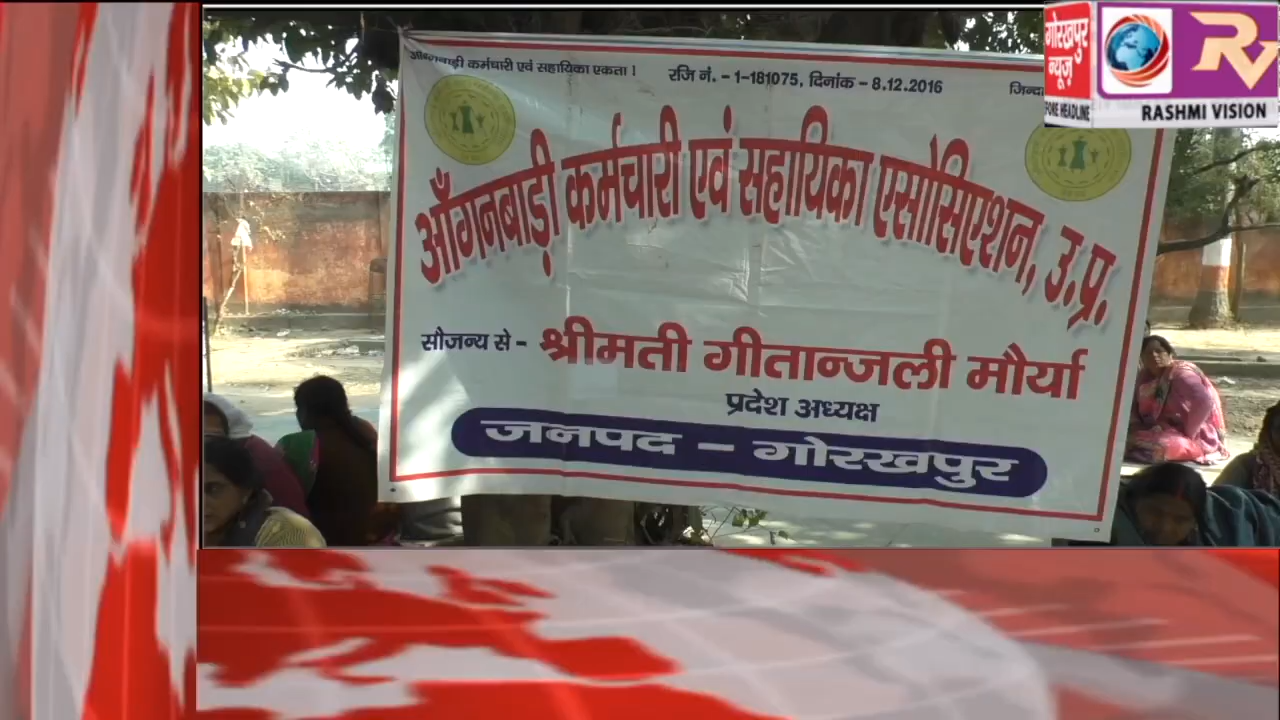 आँगनबाड़ी कर्मचारी एवं सहायिका एकता !
रजि नं. – 1-181075, दिनांक – 8.12.2016
आँगनबाड़ी कर्मचारी एवं सहायिका एसोसिएशन, उ.प्र.
सौजन्य से – श्रीमती गीतान्जली मौर्या
प्रदेश अध्यक्ष
जनपद – गोरखपुर
गोरखपुर
न्यूज़
RV
RASHMI VISION